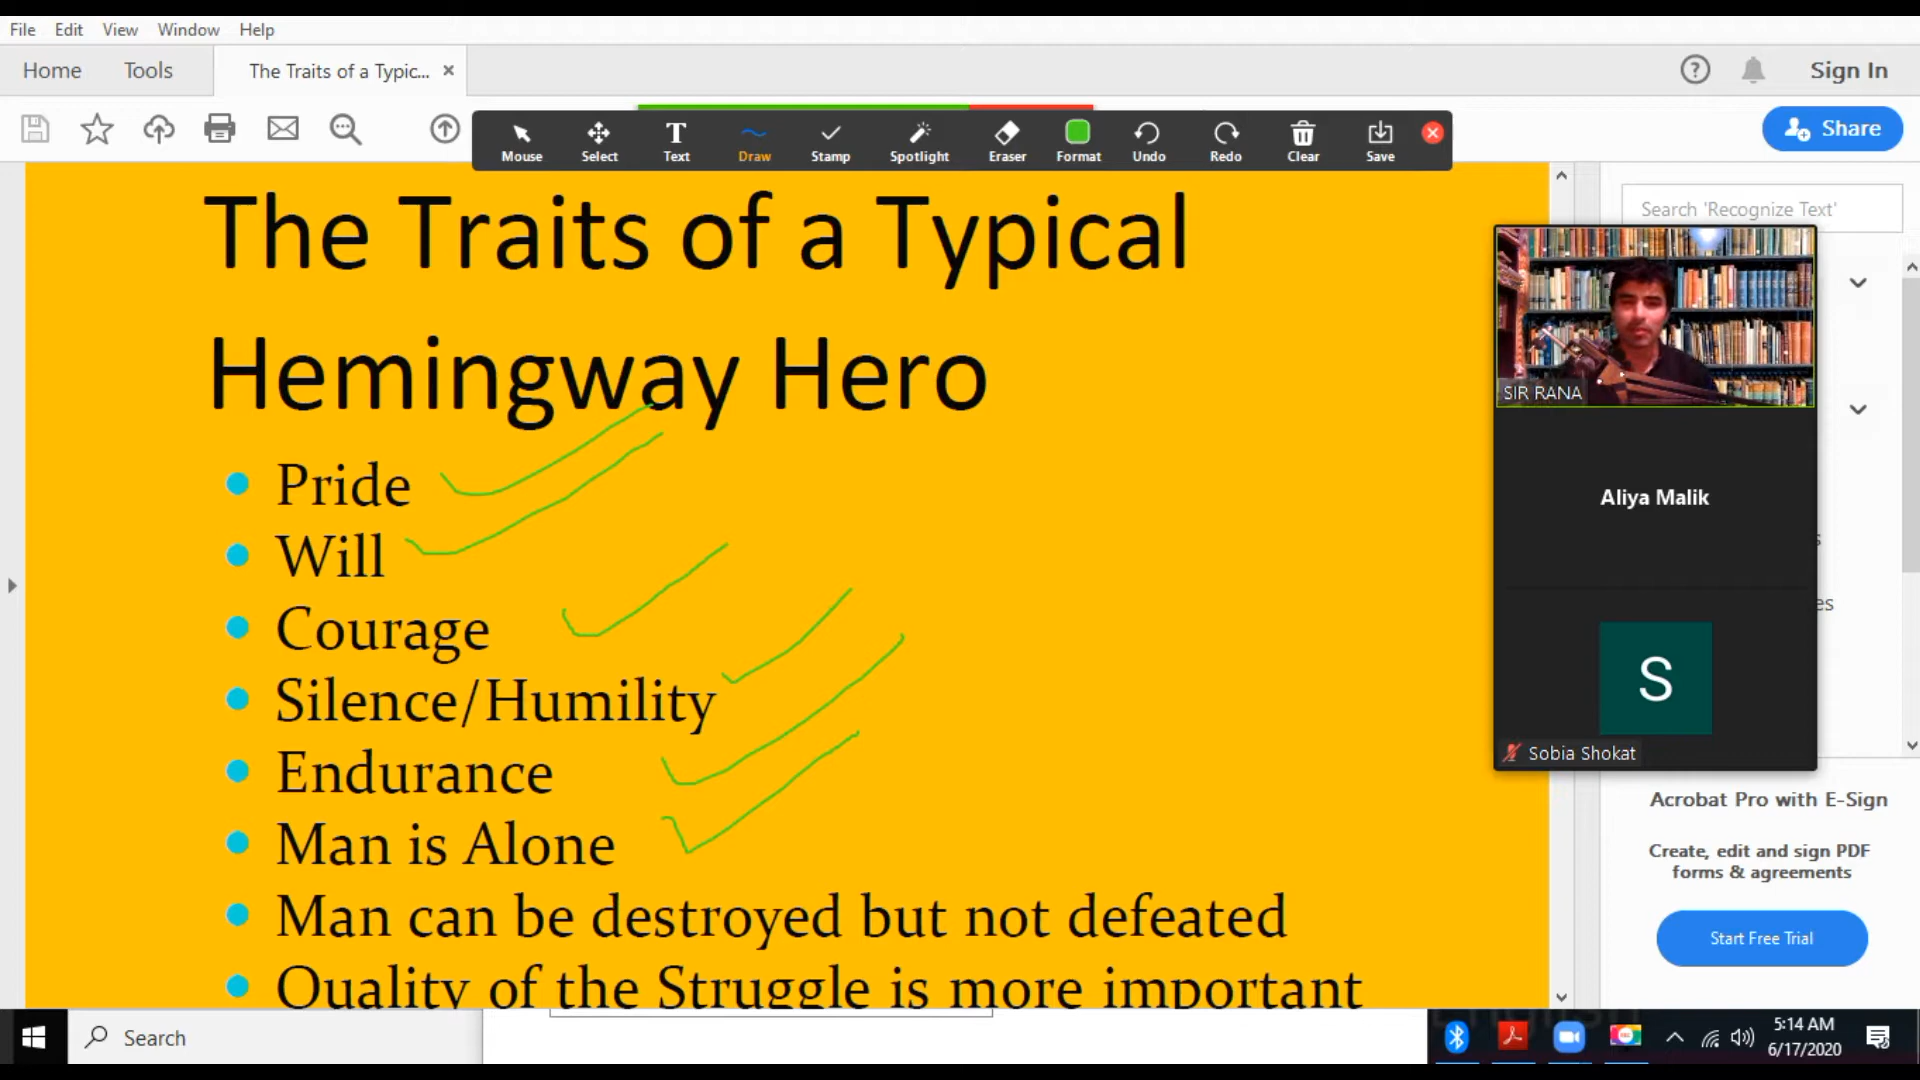 File Edit View Window Help
Home Tools The Traits of a Typic... Sign In
Share
Mouse Select Text Draw Stamp Spotlight Eraser Format Undo Redo Clear Save
Search 'Recognize Text'
The Traits of a Typical
Hemingway Hero
Pride
Will
Courage
Silence/Humility
Endurance
Man is Alone
Man can be destroyed but not defeated
Quality of the Struggle is more important
SIR RANA
Aliya Malik
S
Sobia Shokat
Acrobat Pro with E-Sign
Create, edit and sign PDF
forms & agreements
Start Free Trial
Search
5:14 AM
6/17/2020